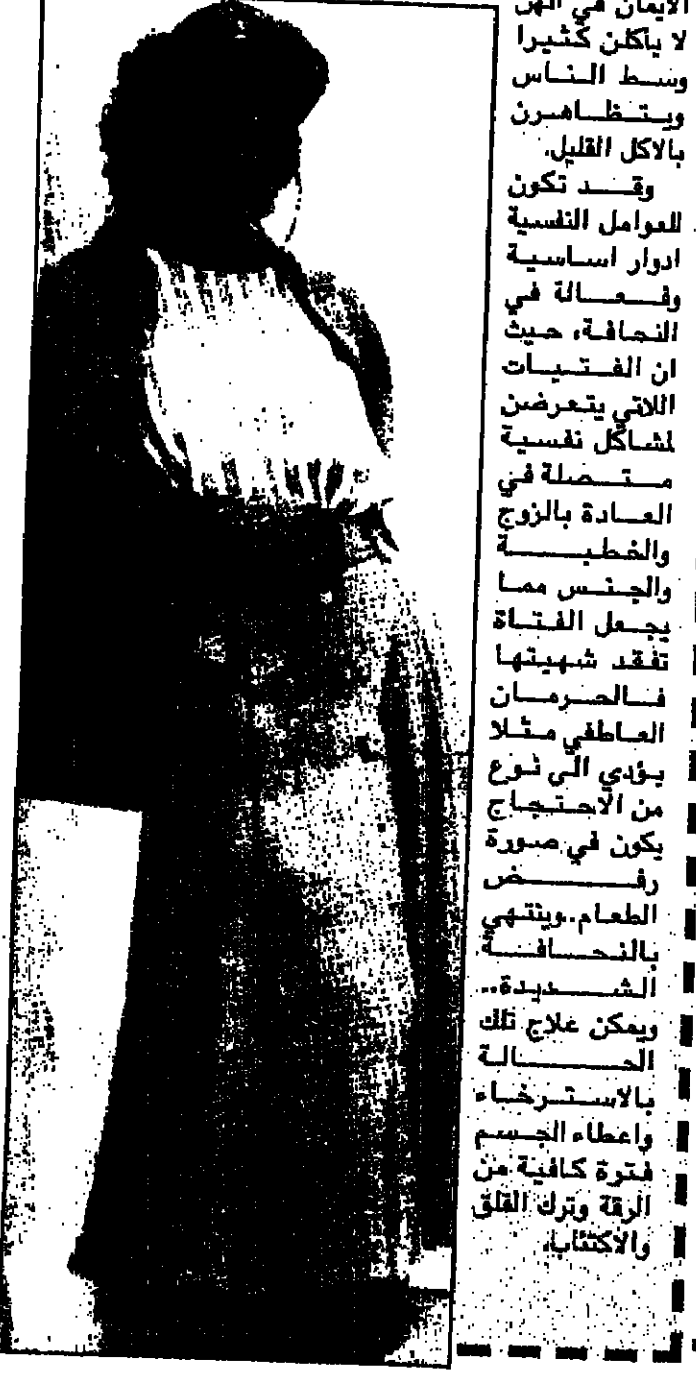 الايمان في انهن
لا يأكلن كثيرا
وسط الناس
ويتظاهرن
بالاكل القليل.
وقد تكون
للعوامل النفسية
ادوار اساسية
وفعالة في
النحافة، حيث
ان الفتيات
اللاتي يتعرضن
لمشاكل نفسية
متصلة في
العادة بالزوج
والخطبة
والجنس مما
يجعل الفتاة
تفقد شهيتها
فالحرمان
العاطفي مثلا
يؤدي الى نوع
من الاحتجاج
يكون في صورة
رفض
الطعام..وينتهي
بالنحافة
الشديدة..
ويمكن علاج تلك
الحالة
بالاسترخاء
واعطاء الجسم
فترة كافية من
الرقة وترك القلق
والاكتئاب.